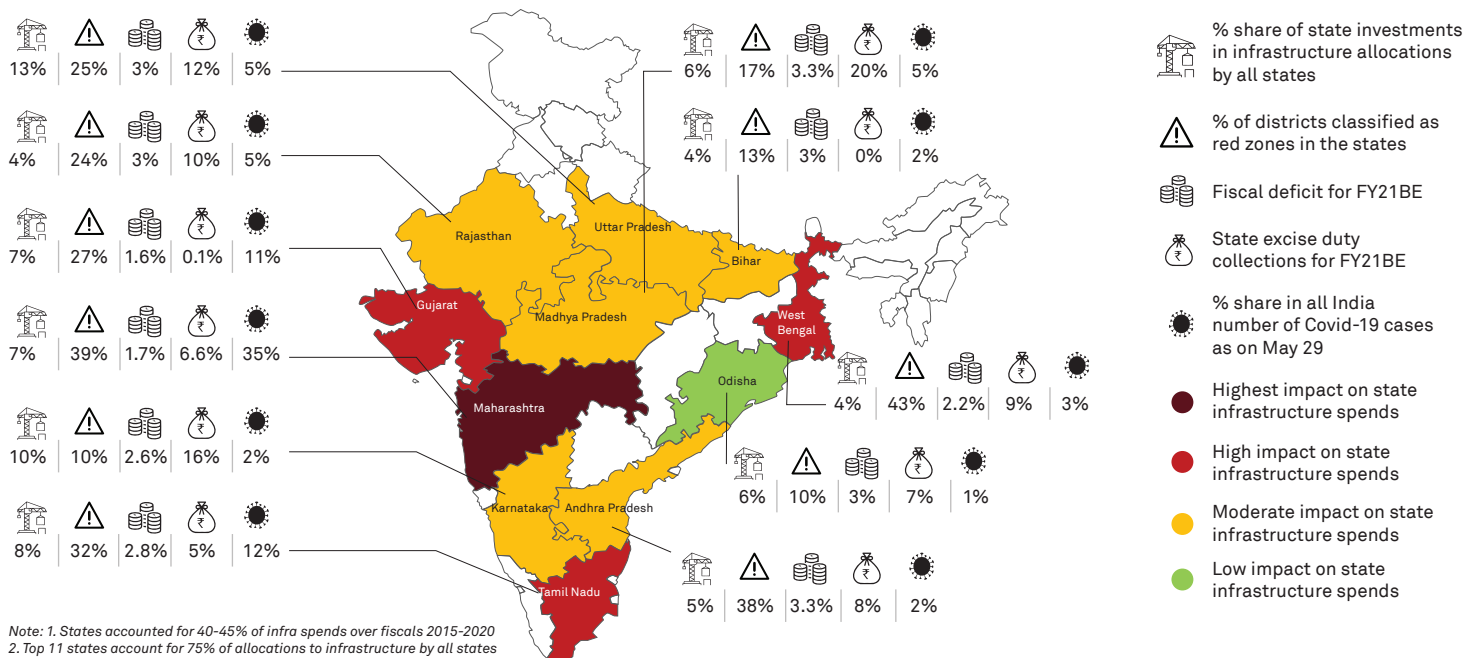 13% 25% 3% 12% 5%
4% 24% 3% 10% 5%
7% 27% 1.6% 0.1% 11%
7% 39% 1.7% 6.6% 35%
10% 10% 2.6% 16% 2%
8% 32% 2.8% 5% 12%
6% 17% 3.3% 20% 5%
4% 13% 3% 0% 2%
4% 43% 2.2% 9% 3%
6% 10% 3% 7% 1%
5% 38% 3.3% 8% 2%
₹
₹
₹
₹
₹
₹
₹
₹
₹
₹
₹
Rajasthan
Uttar Pradesh
Bihar
Gujarat
Madhya Pradesh
West
Bengal
Odisha
Maharashtra
Karnataka
Andhra Pradesh
Tamil Nadu
% share of state investments
in infrastructure allocations
by all states
% of districts classified as
red zones in the states
Fiscal deficit for FY21BE
₹
State excise duty
collections for FY21BE
% share in all India
number of Covid-19 cases
as on May 29
Highest impact on state
infrastructure spends
High impact on state
infrastructure spends
Moderate impact on state
infrastructure spends
Low impact on state
infrastructure spends
Note: 1. States accounted for 40-45% of infra spends over fiscals 2015-2020
2. Top 11 states account for 75% of allocations to infrastructure by all states